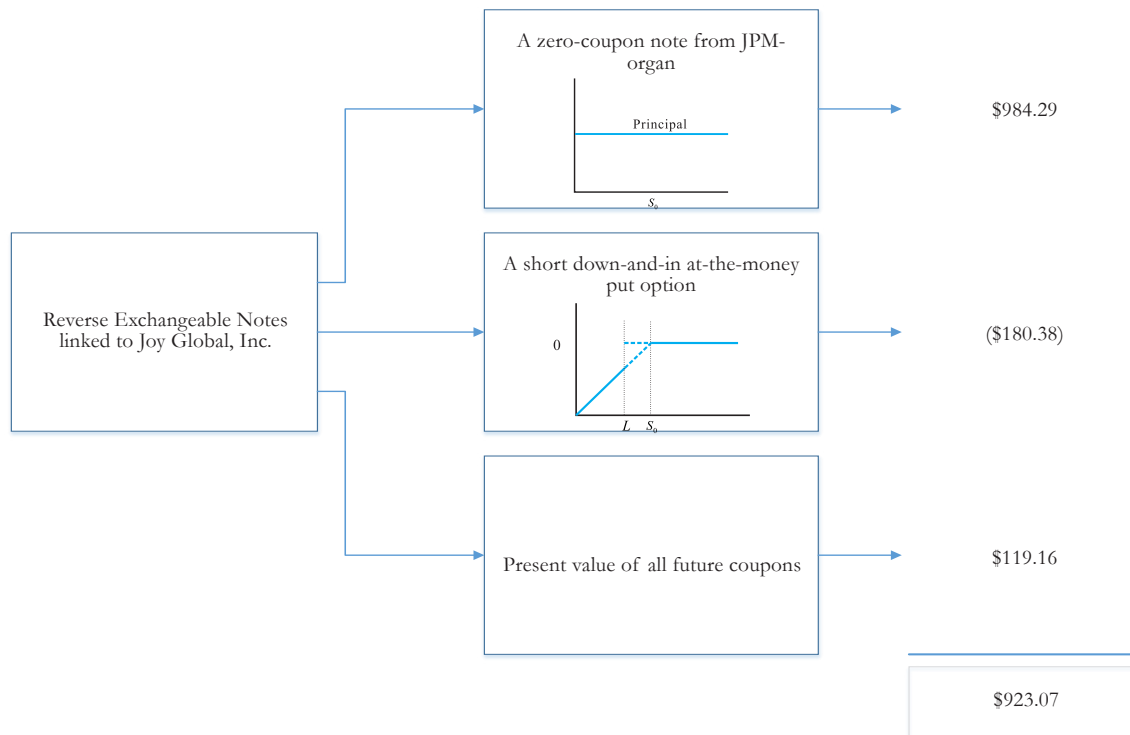 A zero-coupon note from JPM-
organ
Principal
S₀
$984.29
Reverse Exchangeable Notes
linked to Joy Global, Inc.
A short down-and-in at-the-money
put option
0
L S₀
($180.38)
Present value of all future coupons
$119.16
$923.07